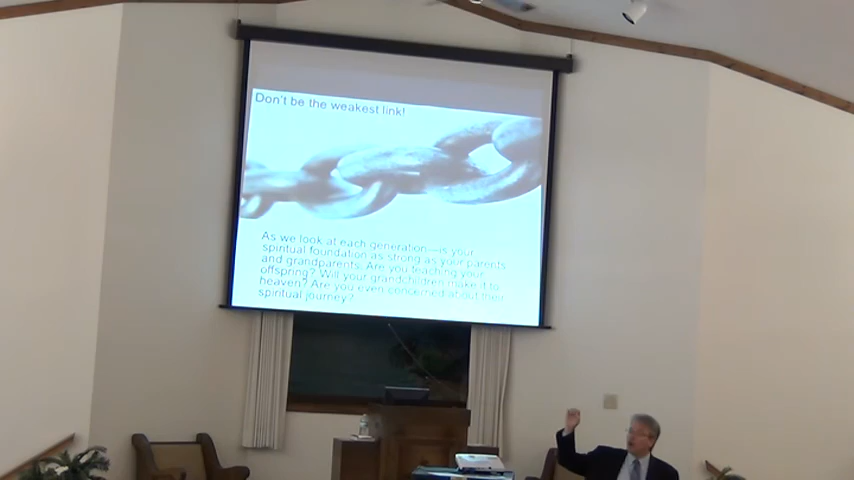 Don't be the weakest link!
As we look at each generation—is your
spiritual foundation as strong as your parents
and grandparents. Are you teaching your
offspring? Will your grandchildren make it to
heaven? Are you even concerned about their
spiritual journey?